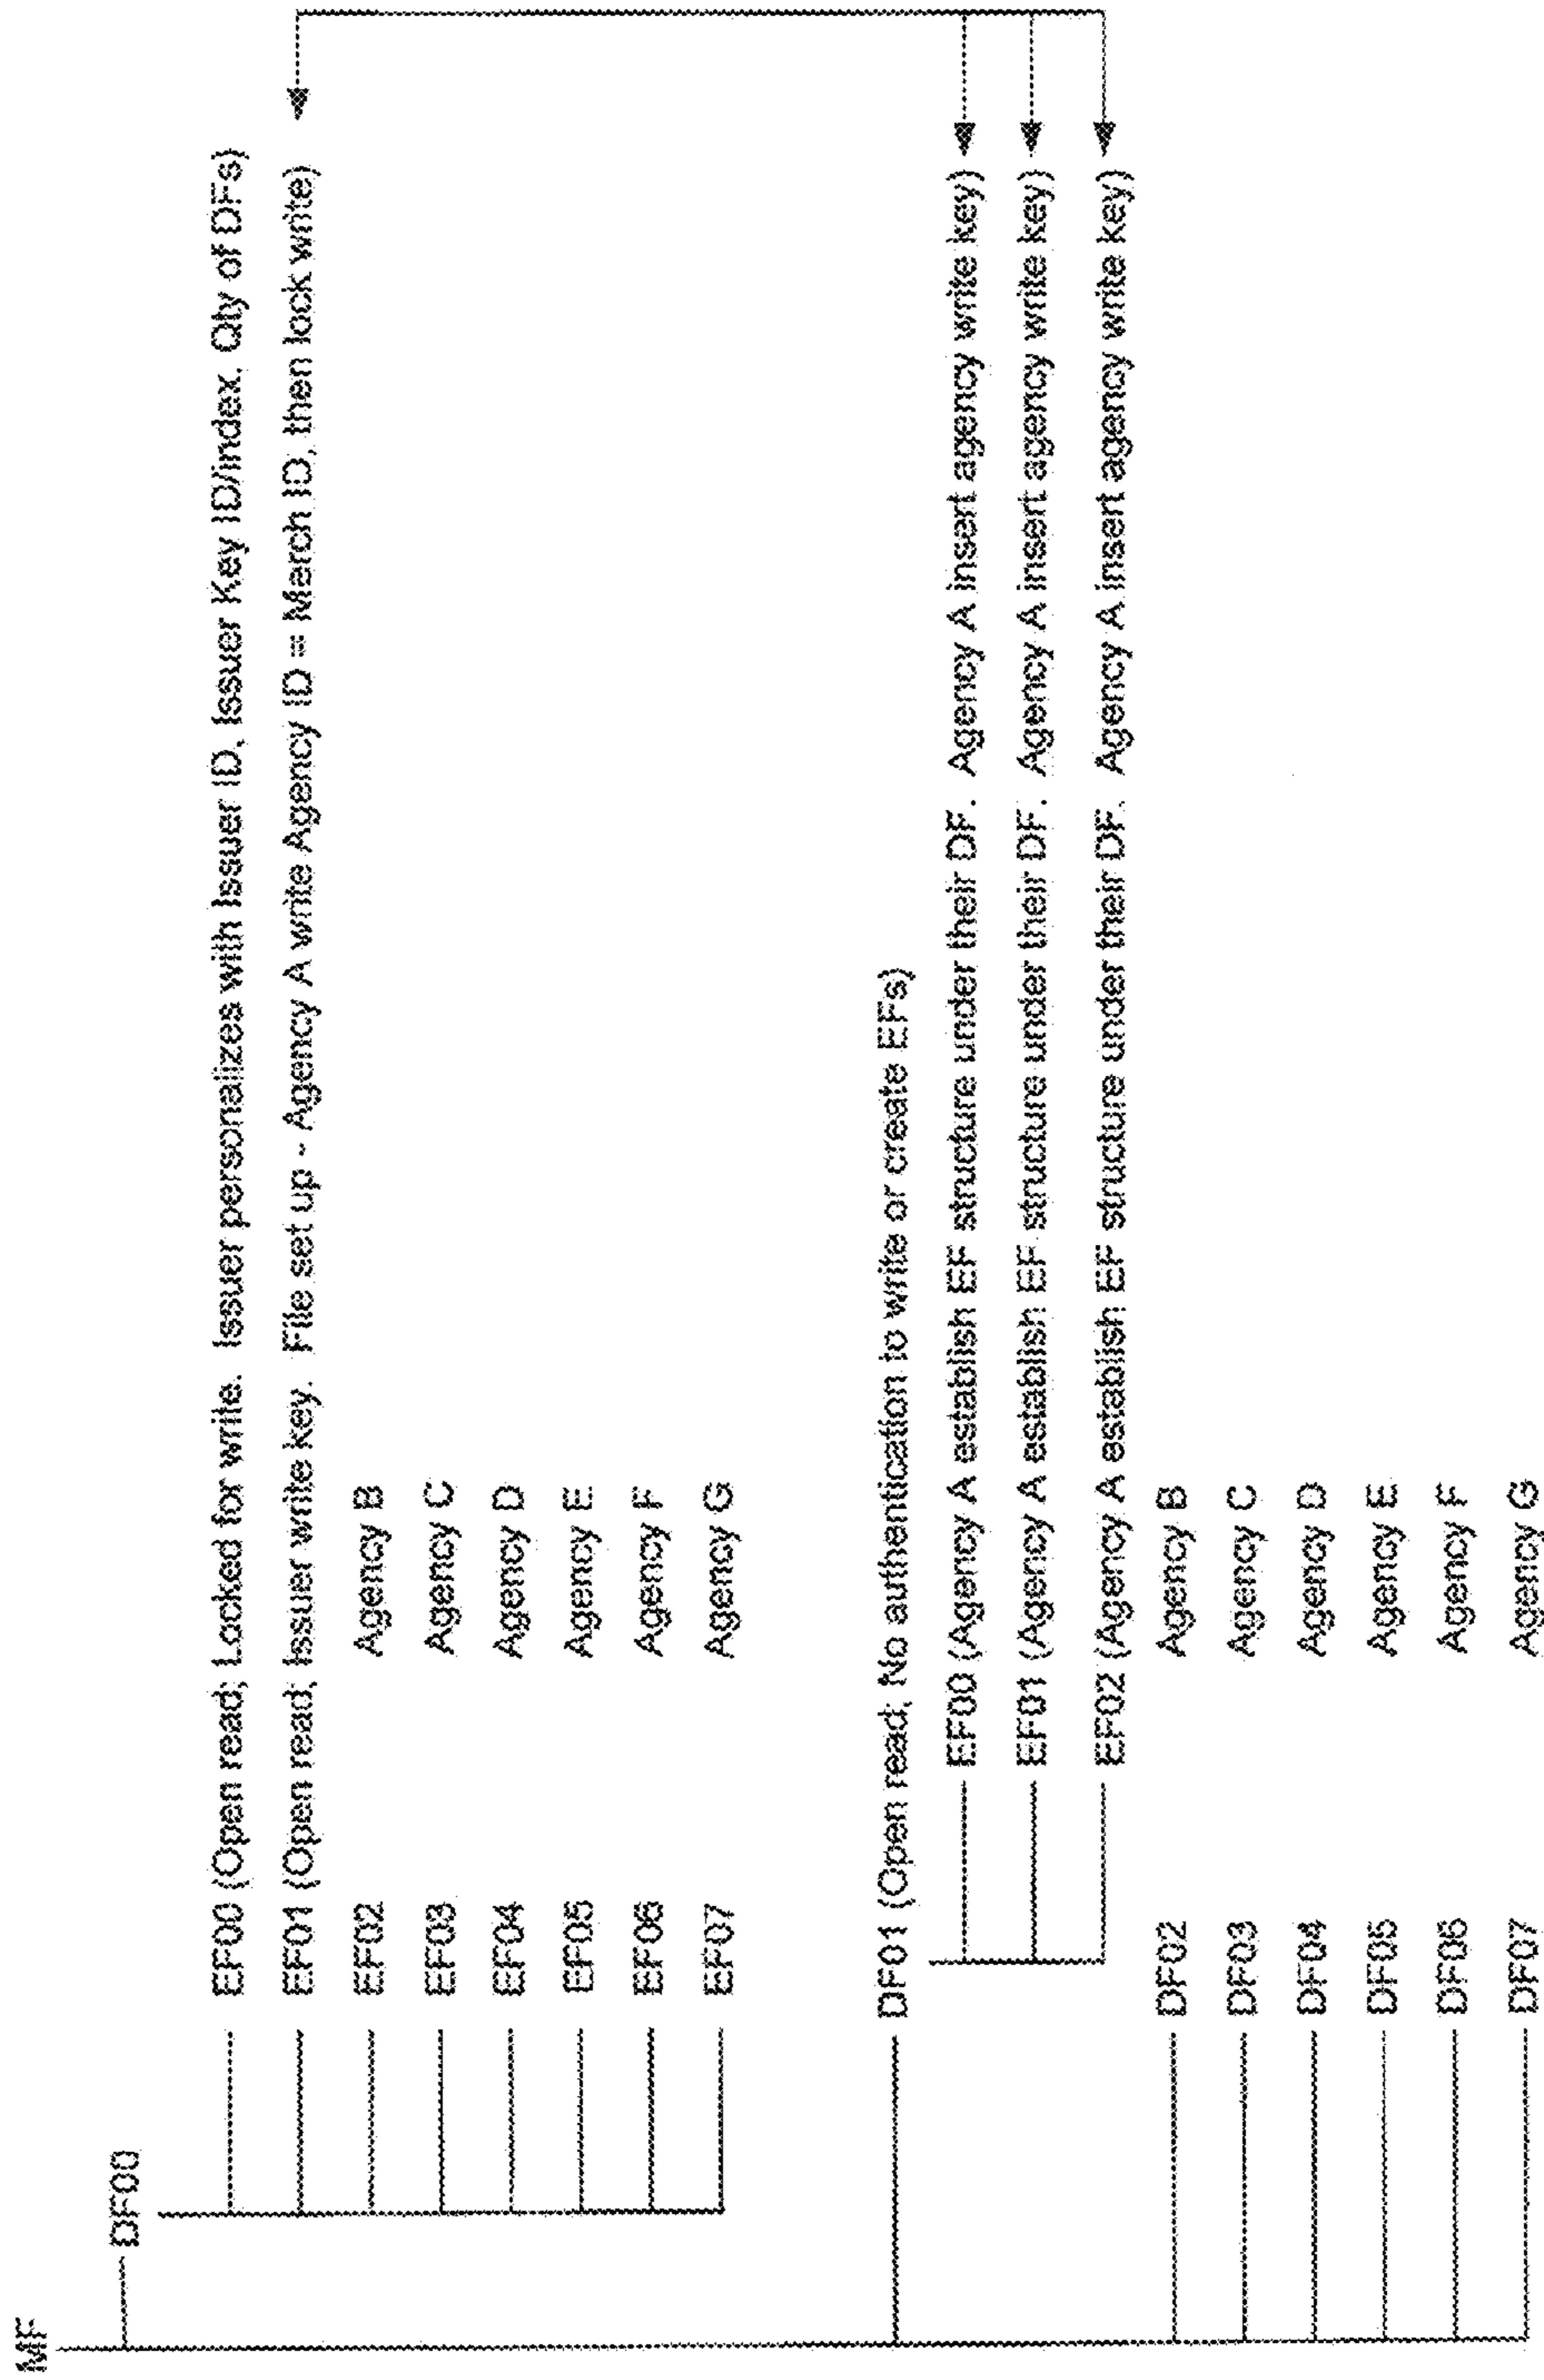 MF
DF00
EF00 (Open read; Locked for write. Issuer personalizes with Issuer ID, Issuer Key ID/index, Qty of DFs)
EF01 (Open read; Issuer write key. File set up - Agency A write Agency ID = March ID, then lock write)
EF02 Agency B
EF03 Agency C
EF04 Agency D
EF05 Agency E
EF06 Agency F
EF07 Agency G
DF01 (Open read; No authentication to write or create EFs)
EF00 (Agency A establish EF structure under their DF. Agency A insert agency write key)
EF01 (Agency A establish EF structure under their DF. Agency A insert agency write key)
EF02 (Agency A establish EF structure under their DF. Agency A insert agency write key)
DF02 Agency B
DF03 Agency C
DF04 Agency D
DF05 Agency E
DF06 Agency F
DF07 Agency G